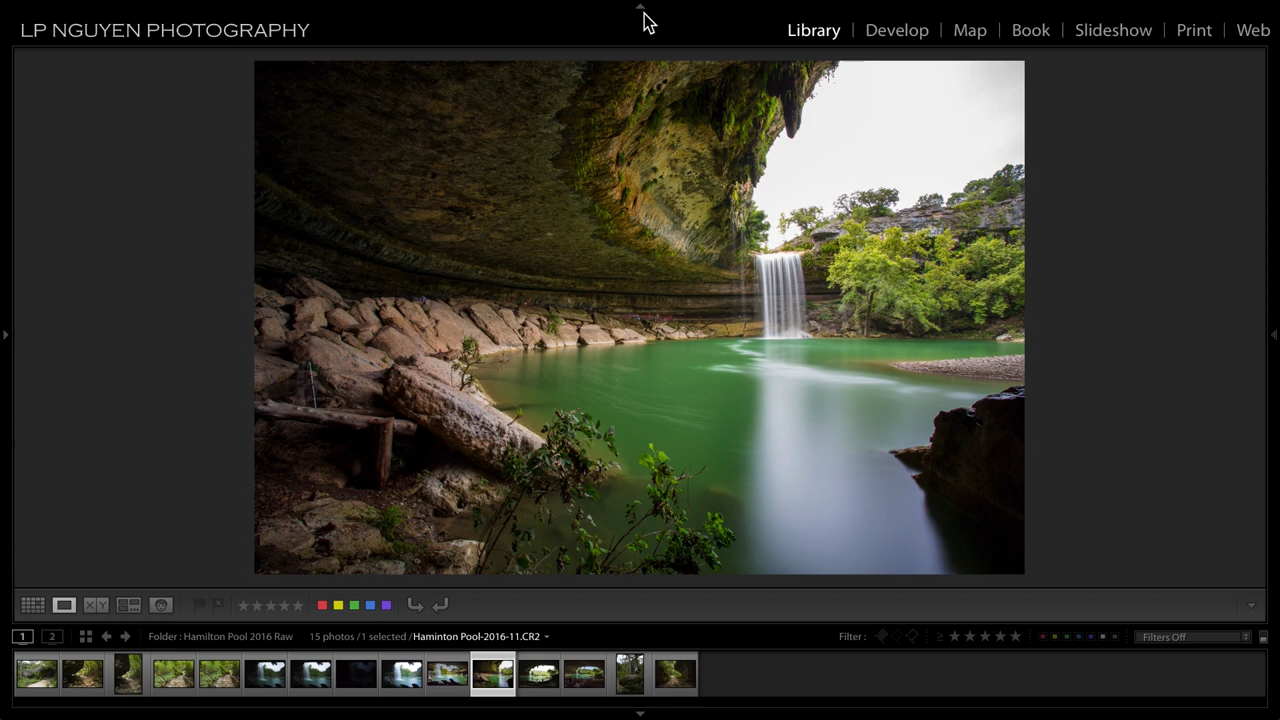 LP NGUYEN PHOTOGRAPHY
Library | Develop | Map | Book | Slideshow | Print | Web
X Y
1 2 Folder : Hamilton Pool 2016 Raw 15 photos / 1 selected / Haminton Pool-2016-11.CR2 Filter : Filters Off